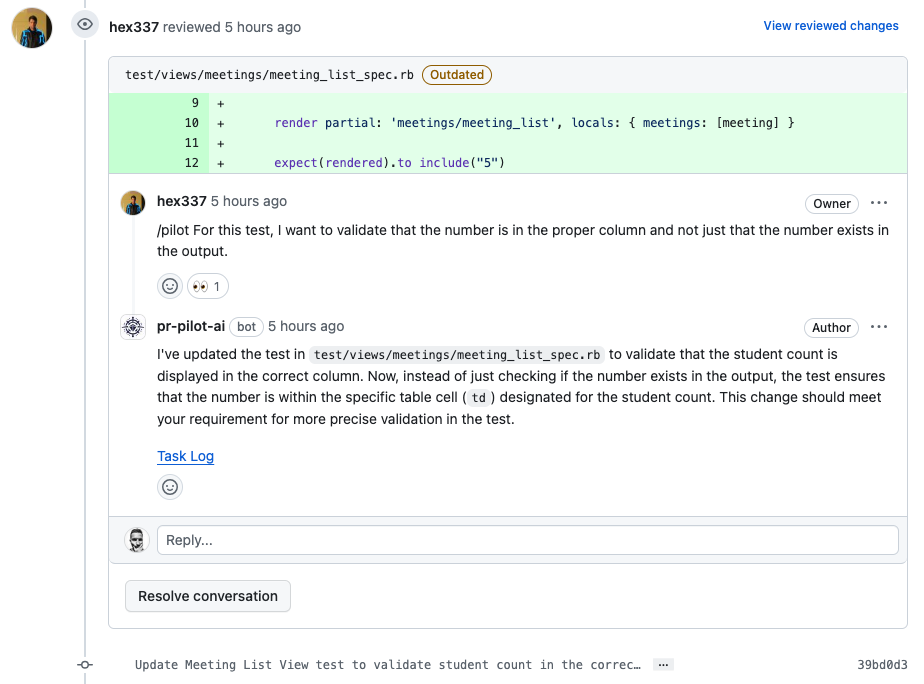 hex337 reviewed 5 hours ago
View reviewed changes
test/views/meetings/meeting_list_spec.rb Outdated
9 +
10 + render partial: 'meetings/meeting_list', locals: { meetings: [meeting] }
11 +
12 + expect(rendered).to include("5")
hex337 5 hours ago
Owner ...
/pilot For this test, I want to validate that the number is in the proper column and not just that the number exists in
the output.
1
pr-pilot-ai bot 5 hours ago
Author ...
I've updated the test in test/views/meetings/meeting_list_spec.rb to validate that the student count is
displayed in the correct column. Now, instead of just checking if the number exists in the output, the test ensures
that the number is within the specific table cell ( td ) designated for the student count. This change should meet
your requirement for more precise validation in the test.
Task Log
Reply...
Resolve conversation
Update Meeting List View test to validate student count in the correc… ...
39bd0d3